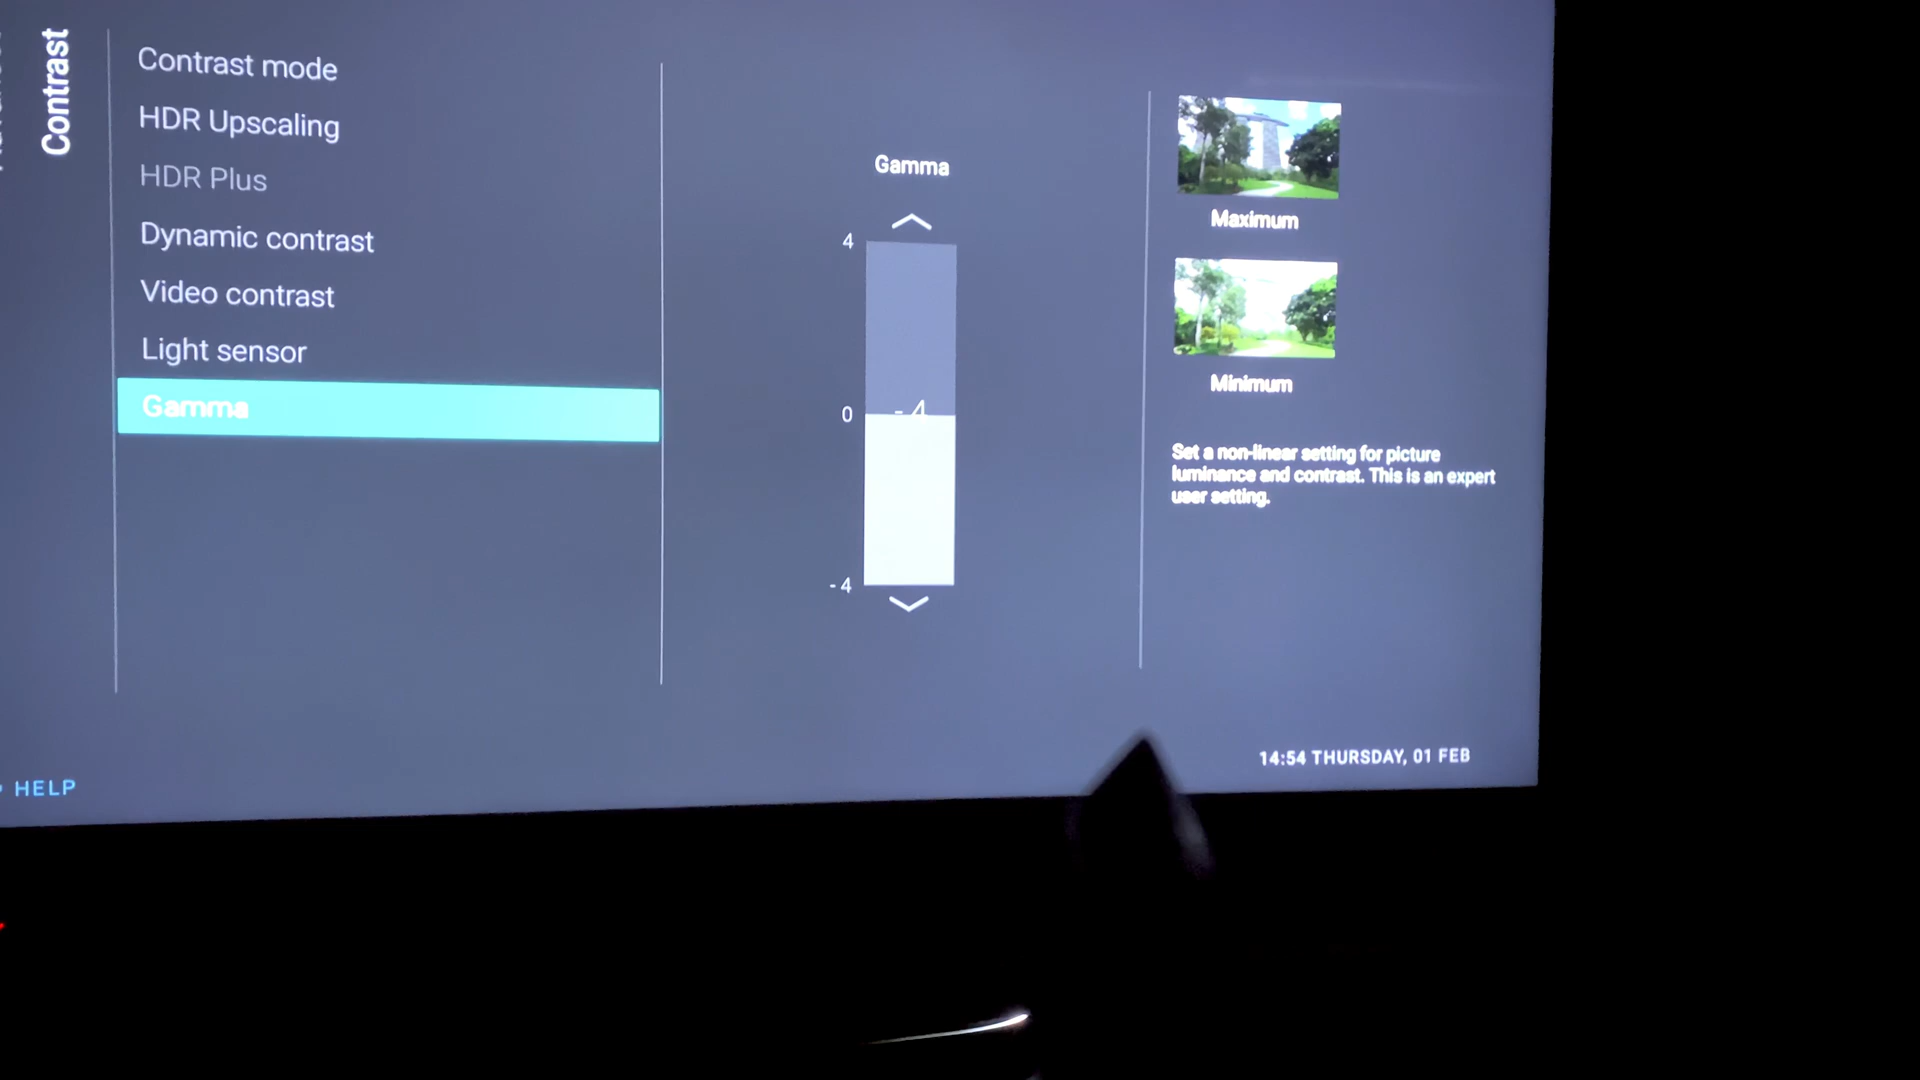 Contrast
Contrast mode
HDR Upscaling
HDR Plus
Dynamic contrast
Video contrast
Light sensor
Gamma
Gamma
4
0
- 4
- 4
Maximum
Minimum
Set a non-linear setting for picture
luminance and contrast. This is an expert
user setting.
14:54 THURSDAY, 01 FEB
HELP